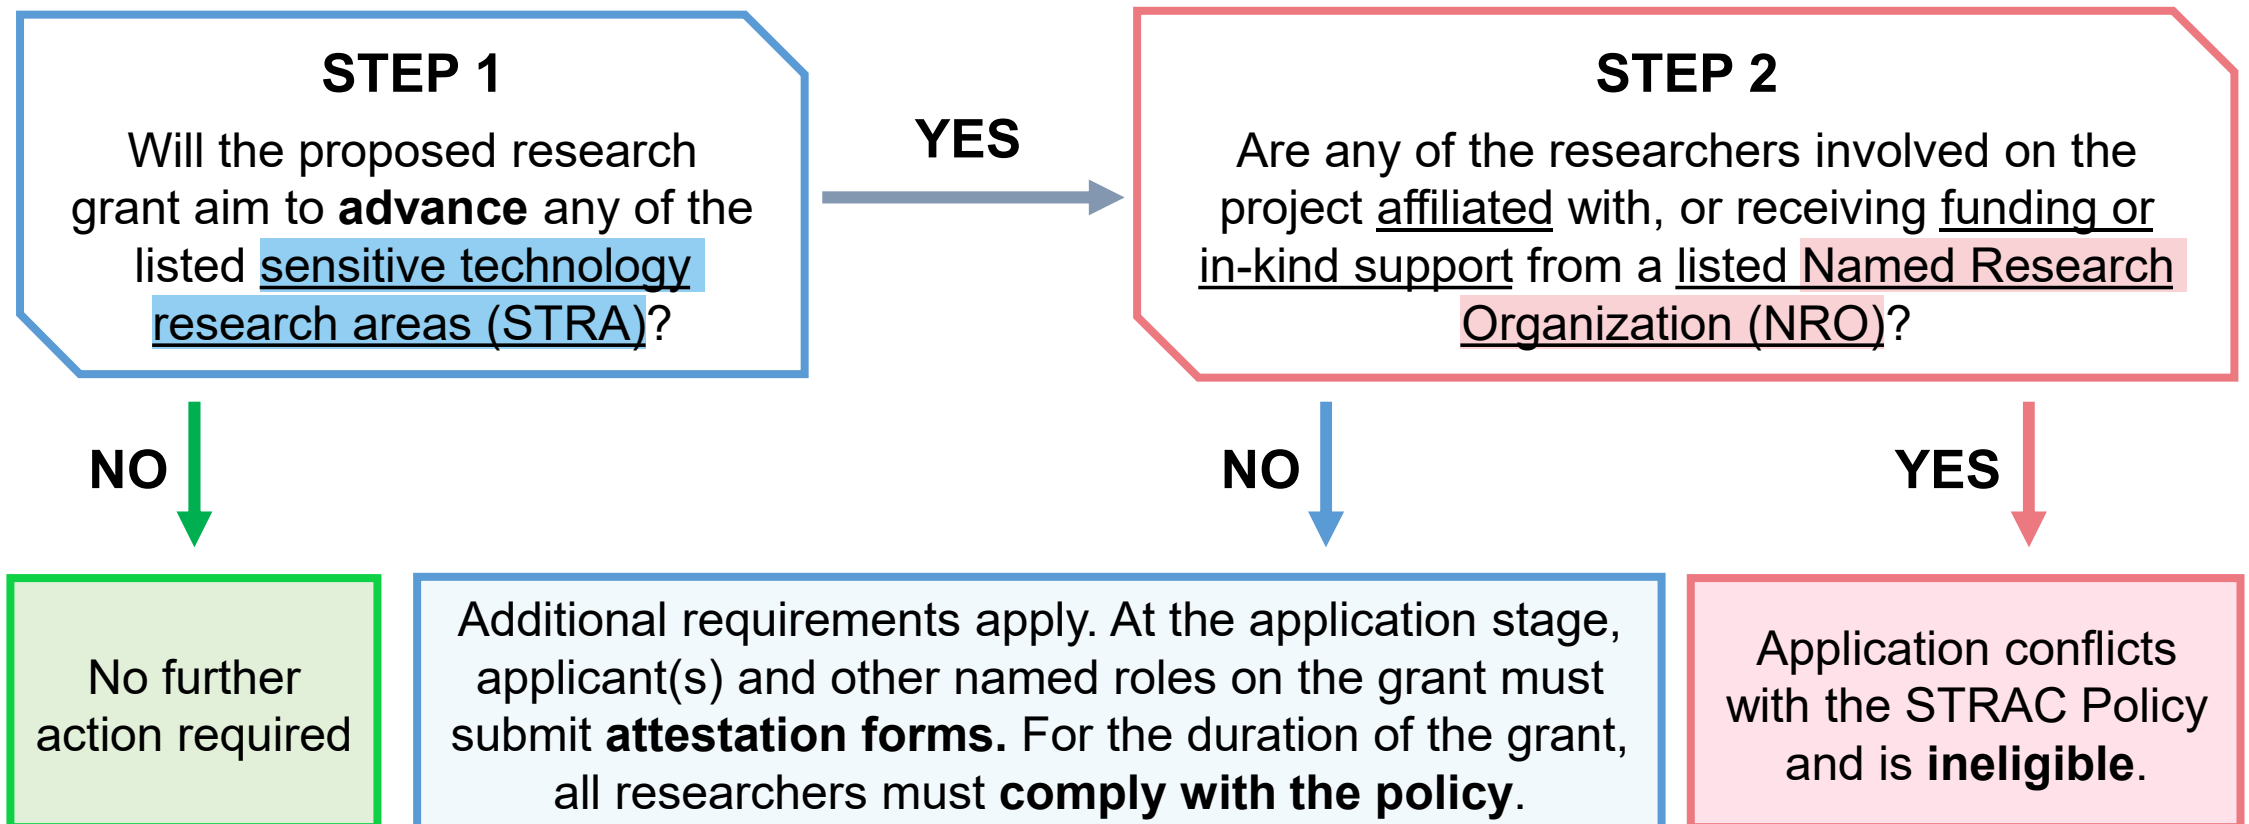 STEP 1
Will the proposed research
grant aim to advance any of the
listed sensitive technology
research areas (STRA)?
YES
STEP 2
Are any of the researchers involved on the
project affiliated with, or receiving funding or
in-kind support from a listed Named Research
Organization (NRO)?
NO
NO
YES
No further
action required
Additional requirements apply. At the application stage,
applicant(s) and other named roles on the grant must
submit attestation forms. For the duration of the grant,
all researchers must comply with the policy.
Application conflicts
with the STRAC Policy
and is ineligible.